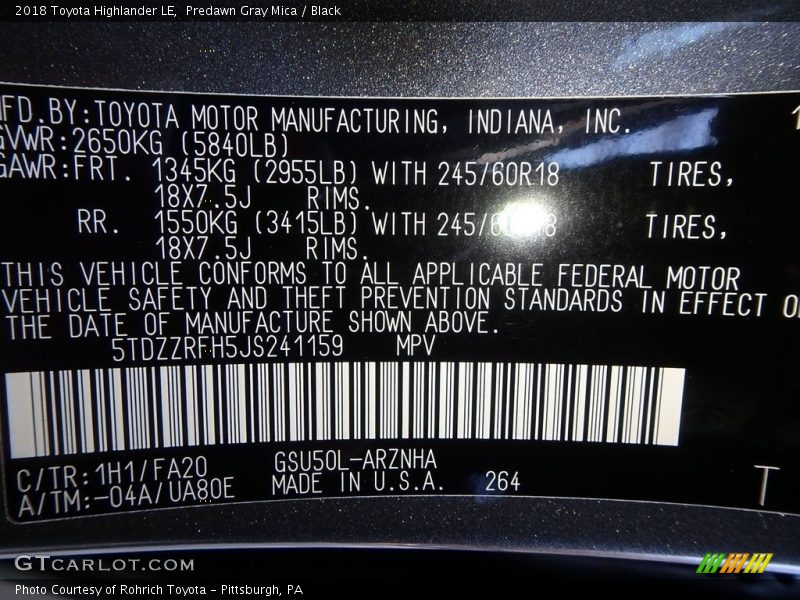 2018 Toyota Highlander LE, Predawn Gray Mica / Black
MFD.BY:TOYOTA MOTOR MANUFACTURING, INDIANA, INC.
GVWR:2650KG (5840LB)
GAWR:FRT. 1345KG (2955LB) WITH 245/60R18 TIRES,
18X7.5J RIMS.
RR. 1550KG (3415LB) WITH 245/60R18 TIRES,
18X7.5J RIMS.
THIS VEHICLE CONFORMS TO ALL APPLICABLE FEDERAL MOTOR
VEHICLE SAFETY AND THEFT PREVENTION STANDARDS IN EFFECT
THE DATE OF MANUFACTURE SHOWN ABOVE.
5TDZZRFH5JS241159 MPV
C/TR:1H1/FA20 GSU50L-ARZNHA
A/TM:-04A/UA80E MADE IN U.S.A. 264
T
GTCARLOT.COM
Photo Courtesy of Rohrich Toyota - Pittsburgh, PA